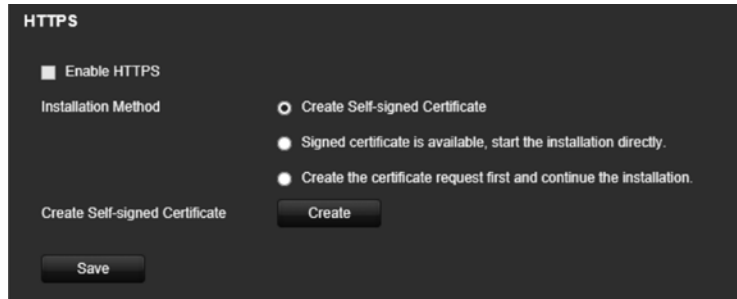 HTTPS
Enable HTTPS
Installation Method
Create Self-signed Certificate
Signed certificate is available, start the installation directly.
Create the certificate request first and continue the installation.
Create Self-signed Certificate
Create
Save